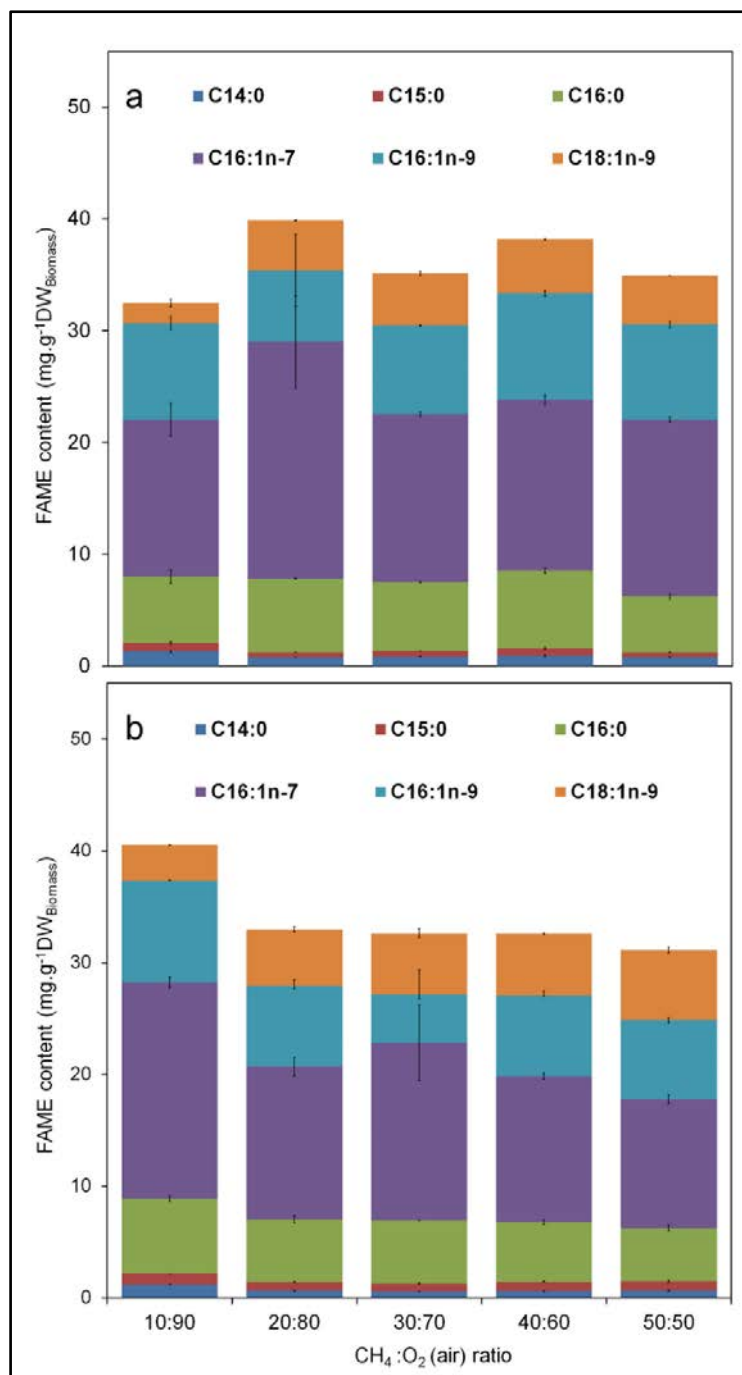 a
C14:0 C15:0 C16:0
C16:1n-7 C16:1n-9 C18:1n-9
50
40
30
20
10
0
FAME content (mg.g⁻¹DW_Biomass)
b
C14:0 C15:0 C16:0
C16:1n-7 C16:1n-9 C18:1n-9
50
40
30
20
10
0
FAME content (mg.g⁻¹DW_Biomass)
10:90 20:80 30:70 40:60 50:50
CH₄:O₂ (air) ratio